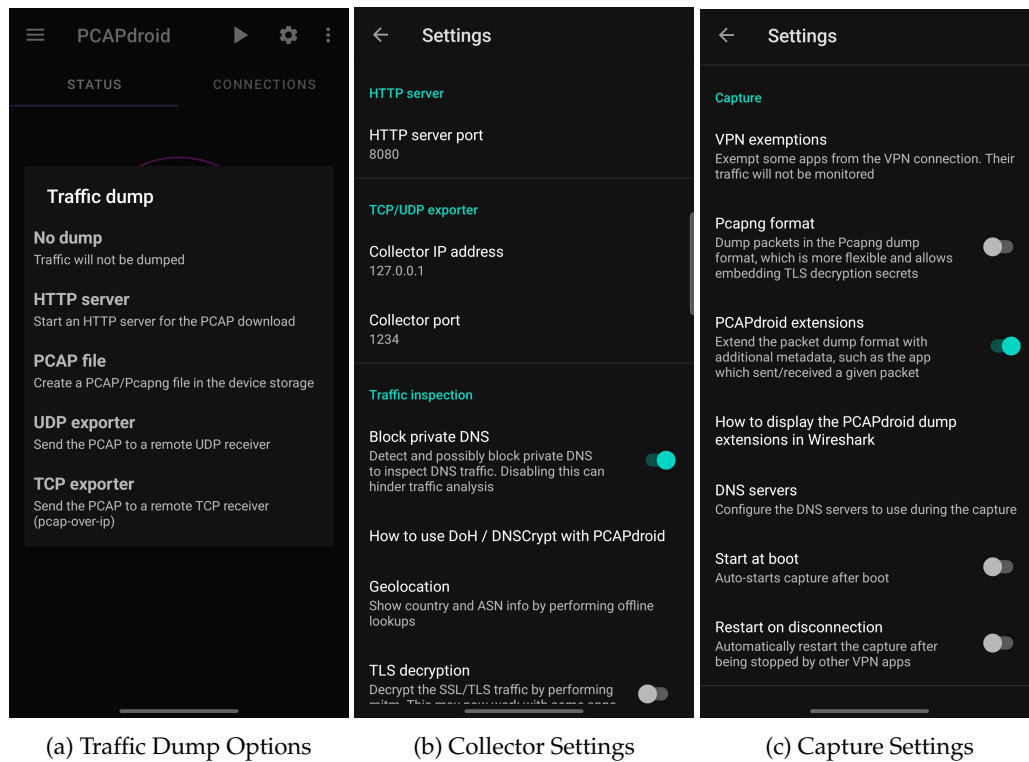 PCAPdroid
STATUS
CONNECTIONS
Traffic dump
No dump
Traffic will not be dumped
HTTP server
Start an HTTP server for the PCAP download
PCAP file
Create a PCAP/Pcapng file in the device storage
UDP exporter
Send the PCAP to a remote UDP receiver
TCP exporter
Send the PCAP to a remote TCP receiver
(pcap-over-ip)
(a) Traffic Dump Options
Settings
HTTP server
HTTP server port
8080
TCP/UDP exporter
Collector IP address
127.0.0.1
Collector port
1234
Traffic inspection
Block private DNS
Detect and possibly block private DNS
to inspect DNS traffic. Disabling this can
hinder traffic analysis
How to use DoH / DNSCrypt with PCAPdroid
Geolocation
Show country and ASN info by performing offline
lookups
TLS decryption
Decrypt the SSL/TLS traffic by performing
mitm. This may now work with some apps
(b) Collector Settings
Settings
Capture
VPN exemptions
Exempt some apps from the VPN connection. Their
traffic will not be monitored
Pcapng format
Dump packets in the Pcapng dump
format, which is more flexible and allows
embedding TLS decryption secrets
PCAPdroid extensions
Extend the packet dump format with
additional metadata, such as the app
which sent/received a given packet
How to display the PCAPdroid dump
extensions in Wireshark
DNS servers
Configure the DNS servers to use during the capture
Start at boot
Auto-starts capture after boot
Restart on disconnection
Automatically restart the capture after
being stopped by other VPN apps
(c) Capture Settings